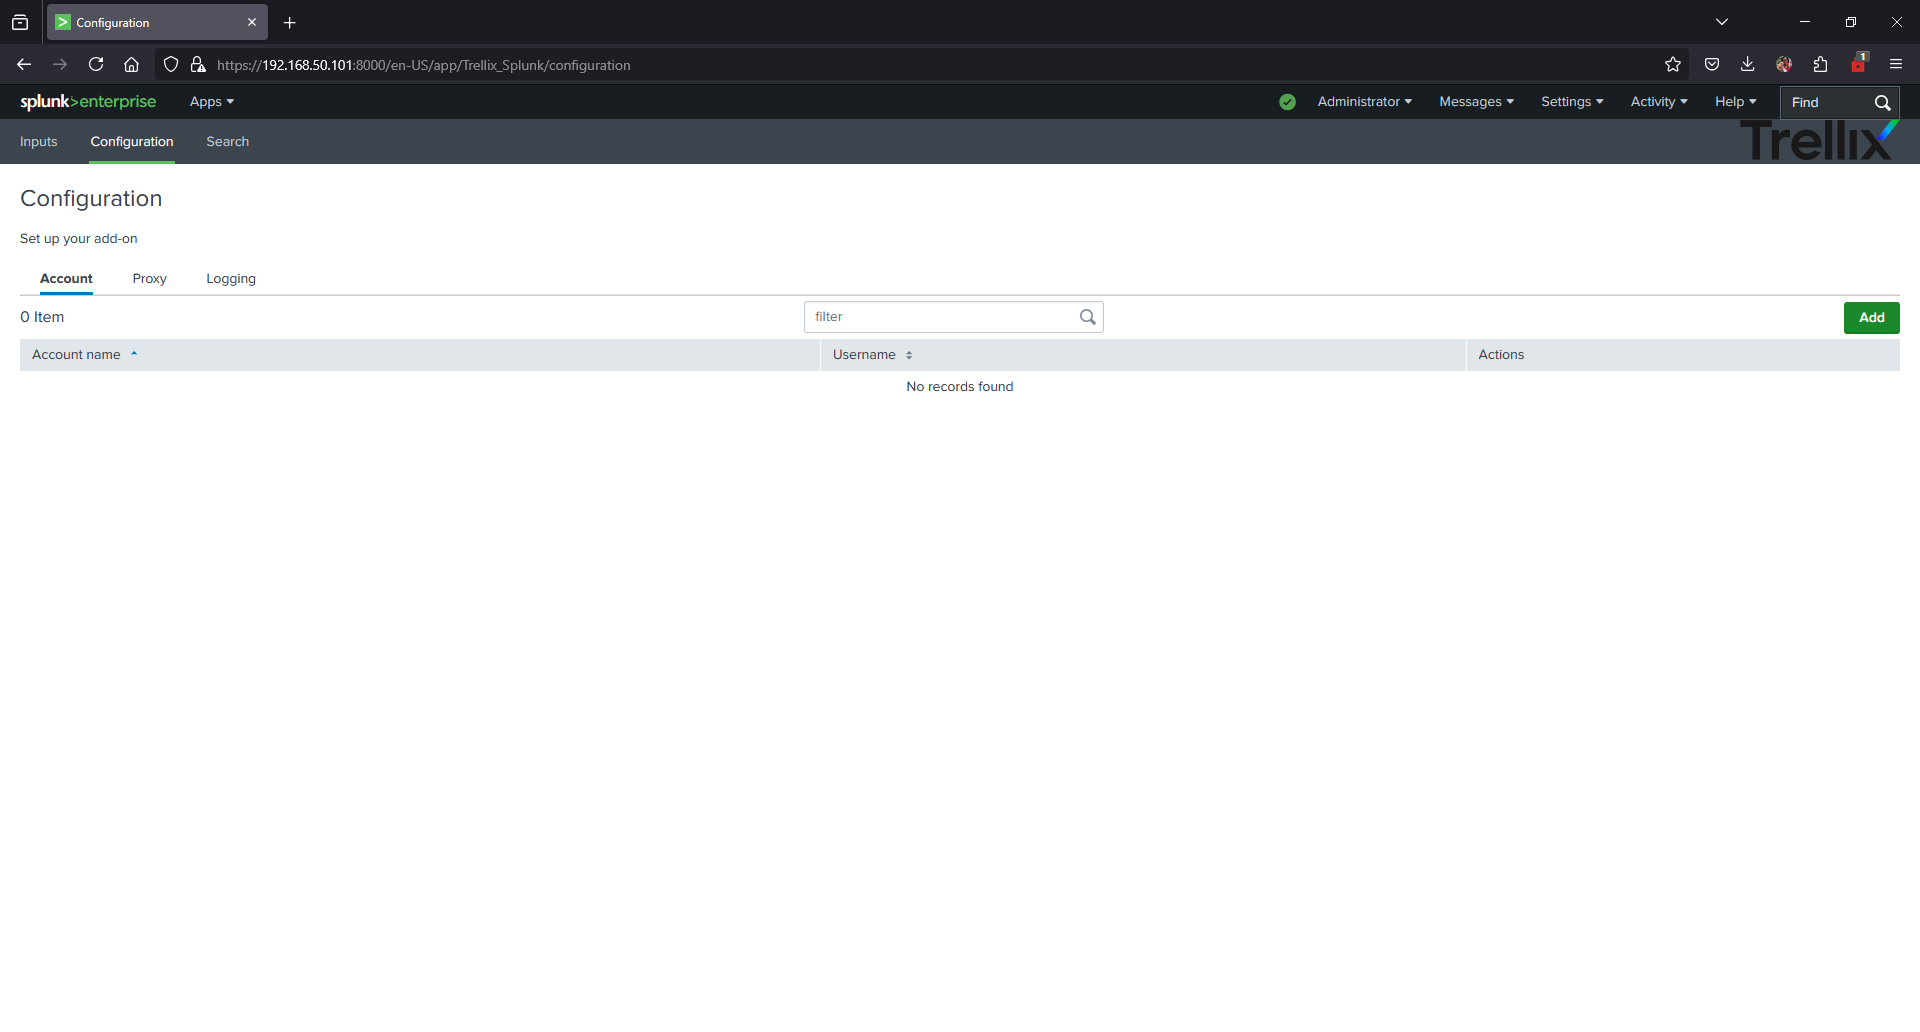 Configuration
https://192.168.50.101:8000/en-US/app/Trellix_Splunk/configuration
1
splunk>enterprise Apps Administrator Messages Settings Activity Help Find
Inputs Configuration Search Trellix
Configuration
Set up your add-on
Account Proxy Logging
0 Item filter Add
Account name Username Actions
No records found